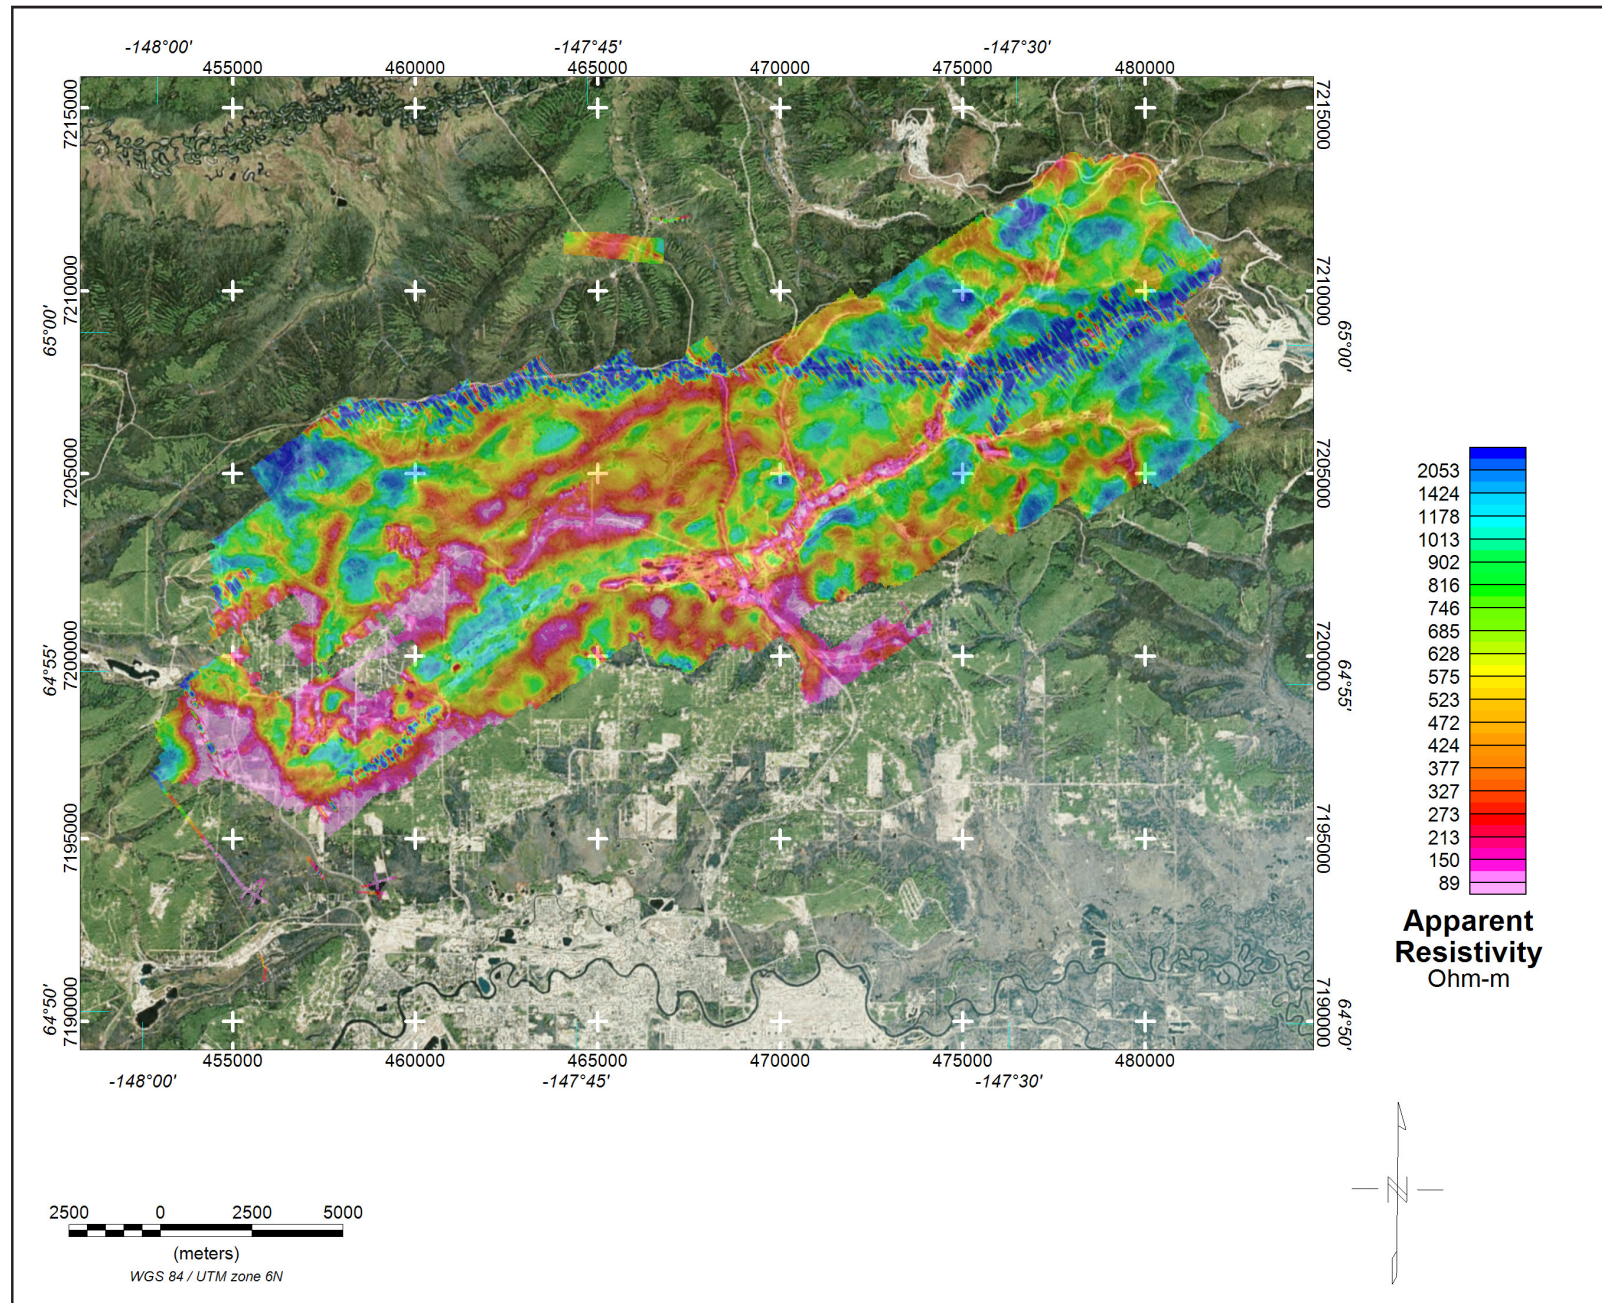 -148°00' -147°45' -147°30'
455000 460000 465000 470000 475000 480000
7215000 7215000
7210000 7210000
65°00' 65°00'
7205000 7205000
64°55' 64°55'
7200000 7200000
7195000 7195000
64°50' 64°50'
7190000 7190000
455000 460000 465000 470000 475000 480000
-148°00' -147°45' -147°30'
2053
1424
1178
1013
902
816
746
685
628
575
523
472
424
377
327
273
213
150
89
Apparent
Resistivity
Ohm-m
N
2500 0 2500 5000
(meters)
WGS 84 / UTM zone 6N